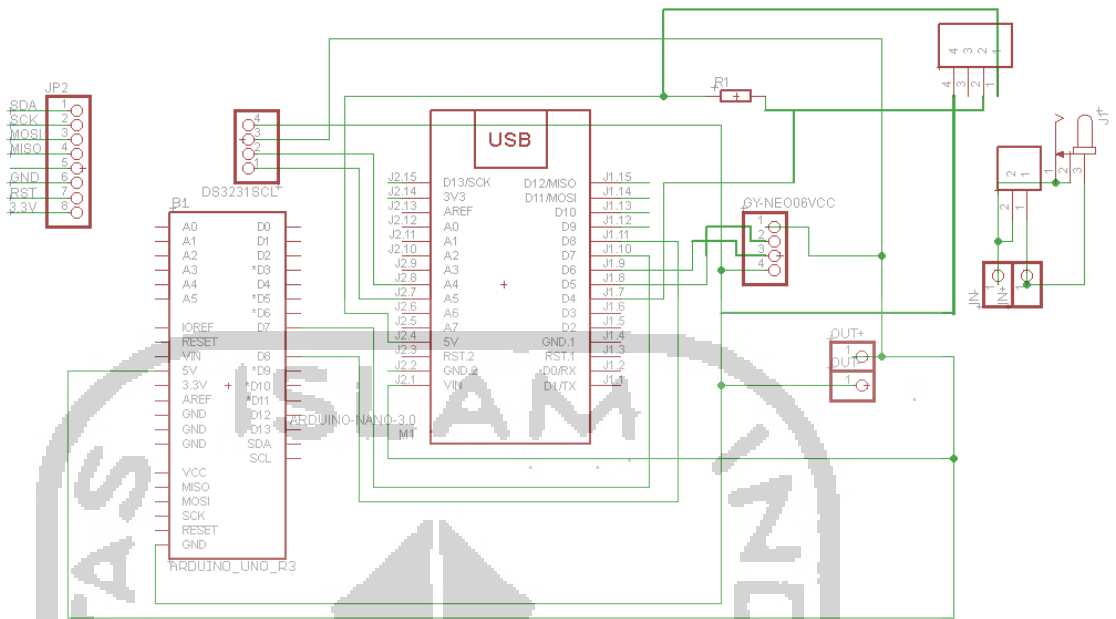 JP2
SDA 1
SCK 2
MOSI 3
MISO 4
5
GND 6
RST 7
3.3V 8
4
3
2
1
DS3231SCL
B1
A0 D0
A1 D1
A2 D2
A3 *D3
A4 D4
A5 *D5
*D6
IOREF D7
RESET
VIN D8
5V *D9
3.3V *D10
AREF *D11
GND D12
GND D13
GND SDA
SCL
VCC
MISO
MOSI
SCK
RESET
GND
ARDUINO_UNO_R3
USB
J2.15 D13/SCK D12/MISO J1.15
J2.14 3V3 D11/MOSI J1.14
J2.13 AREF D10 J1.13
J2.12 A0 D9 J1.12
J2.11 A1 D8 J1.11
J2.10 A2 D7 J1.10
J2.9 A3 D6 J1.9
J2.8 A4 D5 J1.8
J2.7 A5 D4 J1.7
J2.6 A6 D3 J1.6
J2.5 A7 D2 J1.5
J2.4 5V GND.1 J1.4
J2.3 RST.2 RST.1 J1.3
J2.2 GND.2 D0/RX J1.2
J2.1 VIN D1/TX J1.1
ARDUINO-NANO-3.0
M1
R1
4 3 2 1
4 3 2 1
GY-NEO06VCC
1
2
3
4
J1
2 1
2 1
2 3
IN- IN+
1 1
OUT+
1
OUT-
1
ISLAM